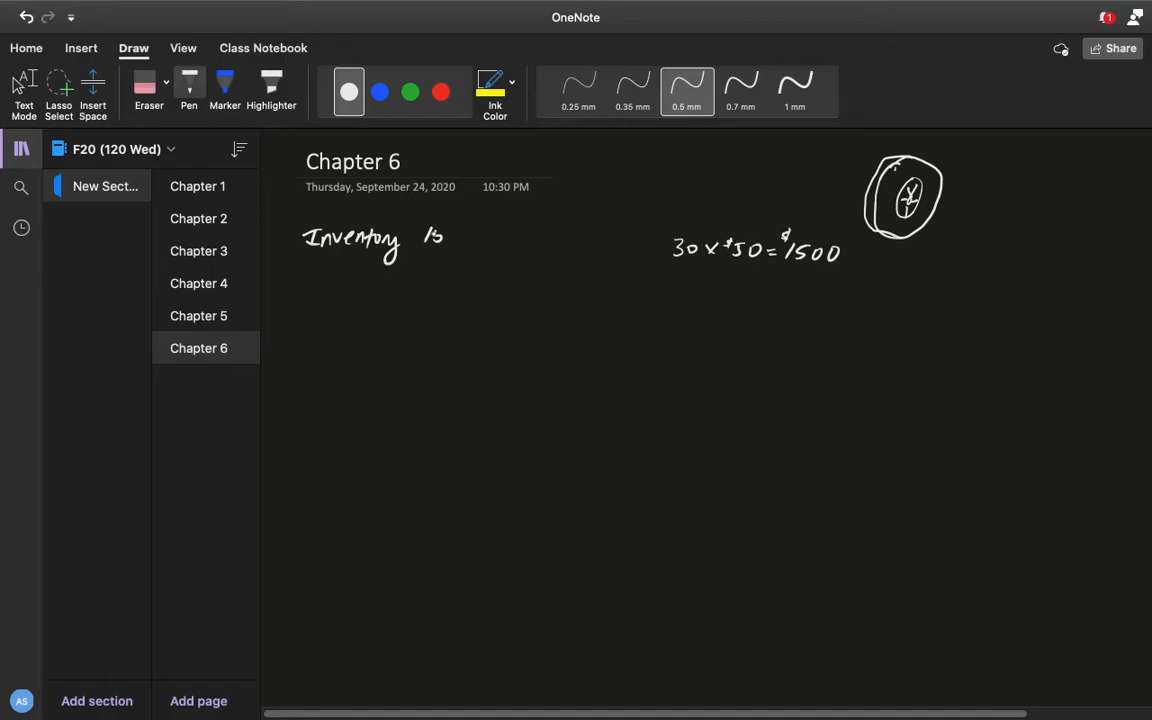 OneNote
1
Home Insert Draw View Class Notebook
Share
Text Mode
Lasso Select
Insert Space
Eraser
Pen
Marker
Highlighter
Ink Color
0.25 mm
0.35 mm
0.5 mm
0.7 mm
1 mm
F20 (120 Wed)
New Sect...
Chapter 1
Chapter 2
Chapter 3
Chapter 4
Chapter 5
Chapter 6
Chapter 6
Thursday, September 24, 2020 10:30 PM
Inventory is
30 x $50 = $1500
AS
Add section
Add page